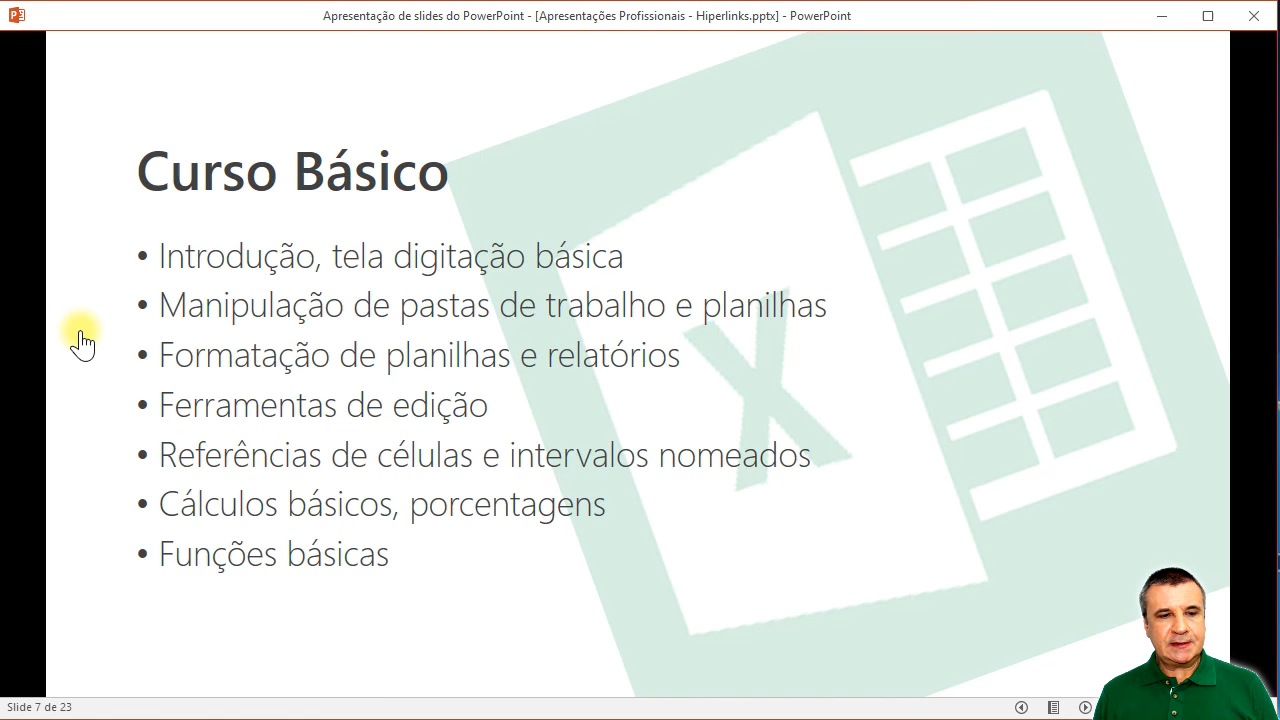 Apresentação de slides do PowerPoint - [Apresentações Profissionais - Hiperlinks.pptx] - PowerPoint
Curso Básico
• Introdução, tela digitação básica
• Manipulação de pastas de trabalho e planilhas
• Formatação de planilhas e relatórios
• Ferramentas de edição
• Referências de células e intervalos nomeados
• Cálculos básicos, porcentagens
• Funções básicas
X
Slide 7 de 23